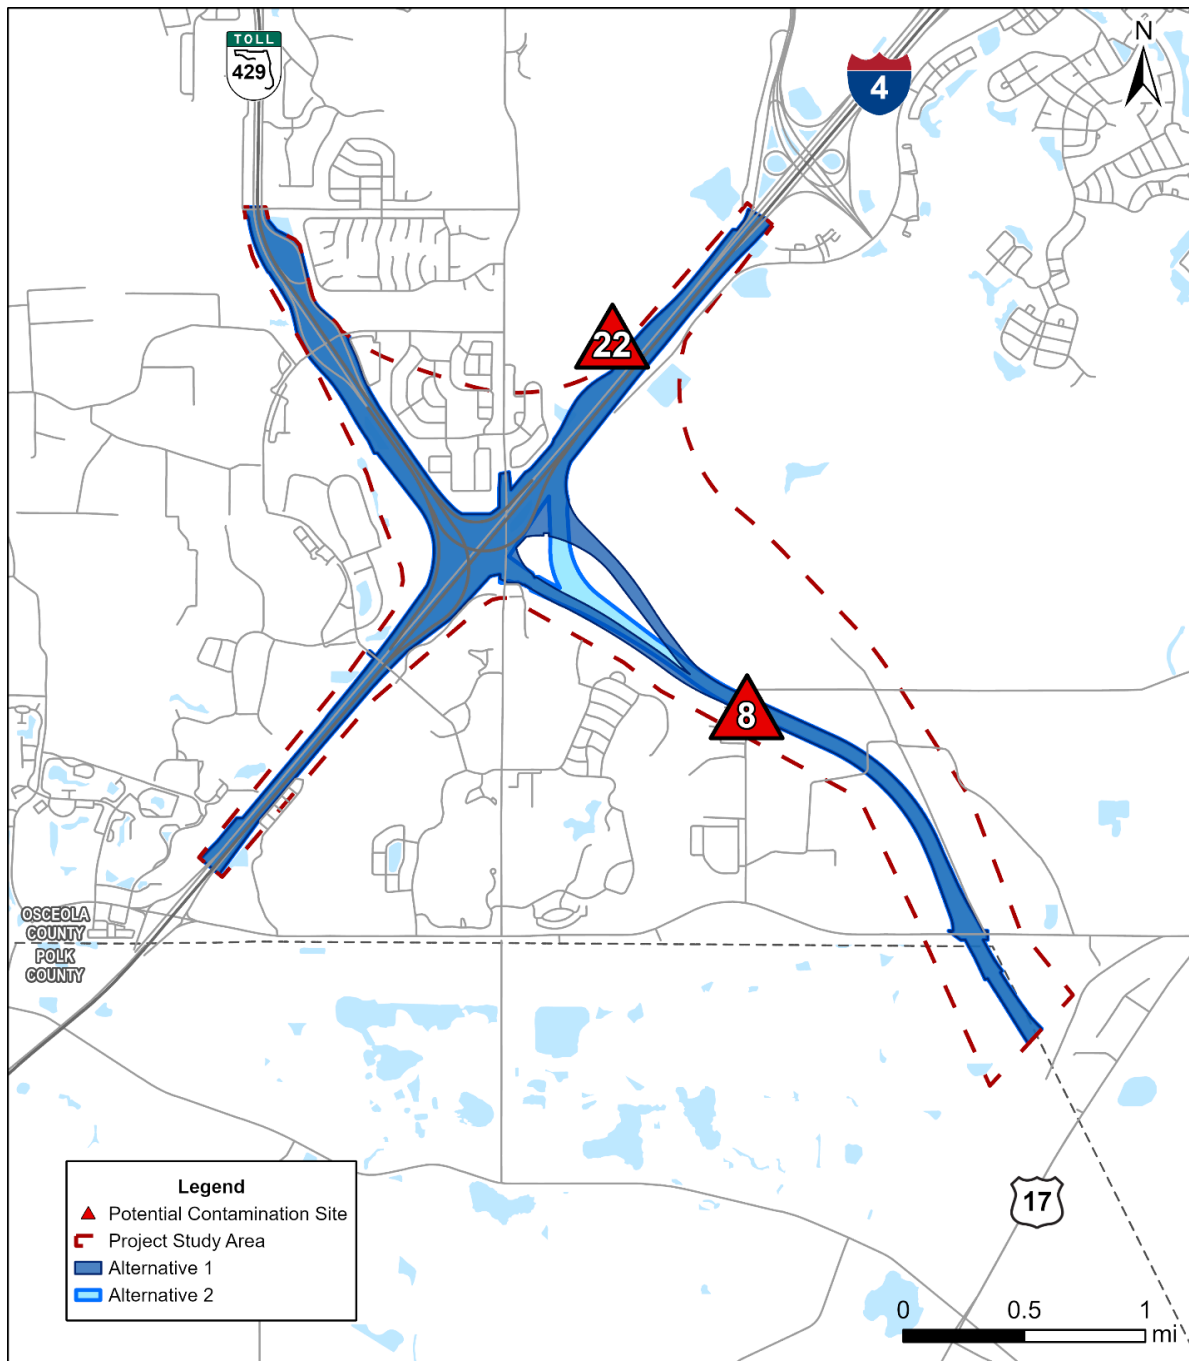 TOLL
429
4
N
22
8
OSCEOLA
COUNTY
POLK
COUNTY
Legend
Potential Contamination Site
Project Study Area
Alternative 1
Alternative 2
17
0 0.5 1
mi